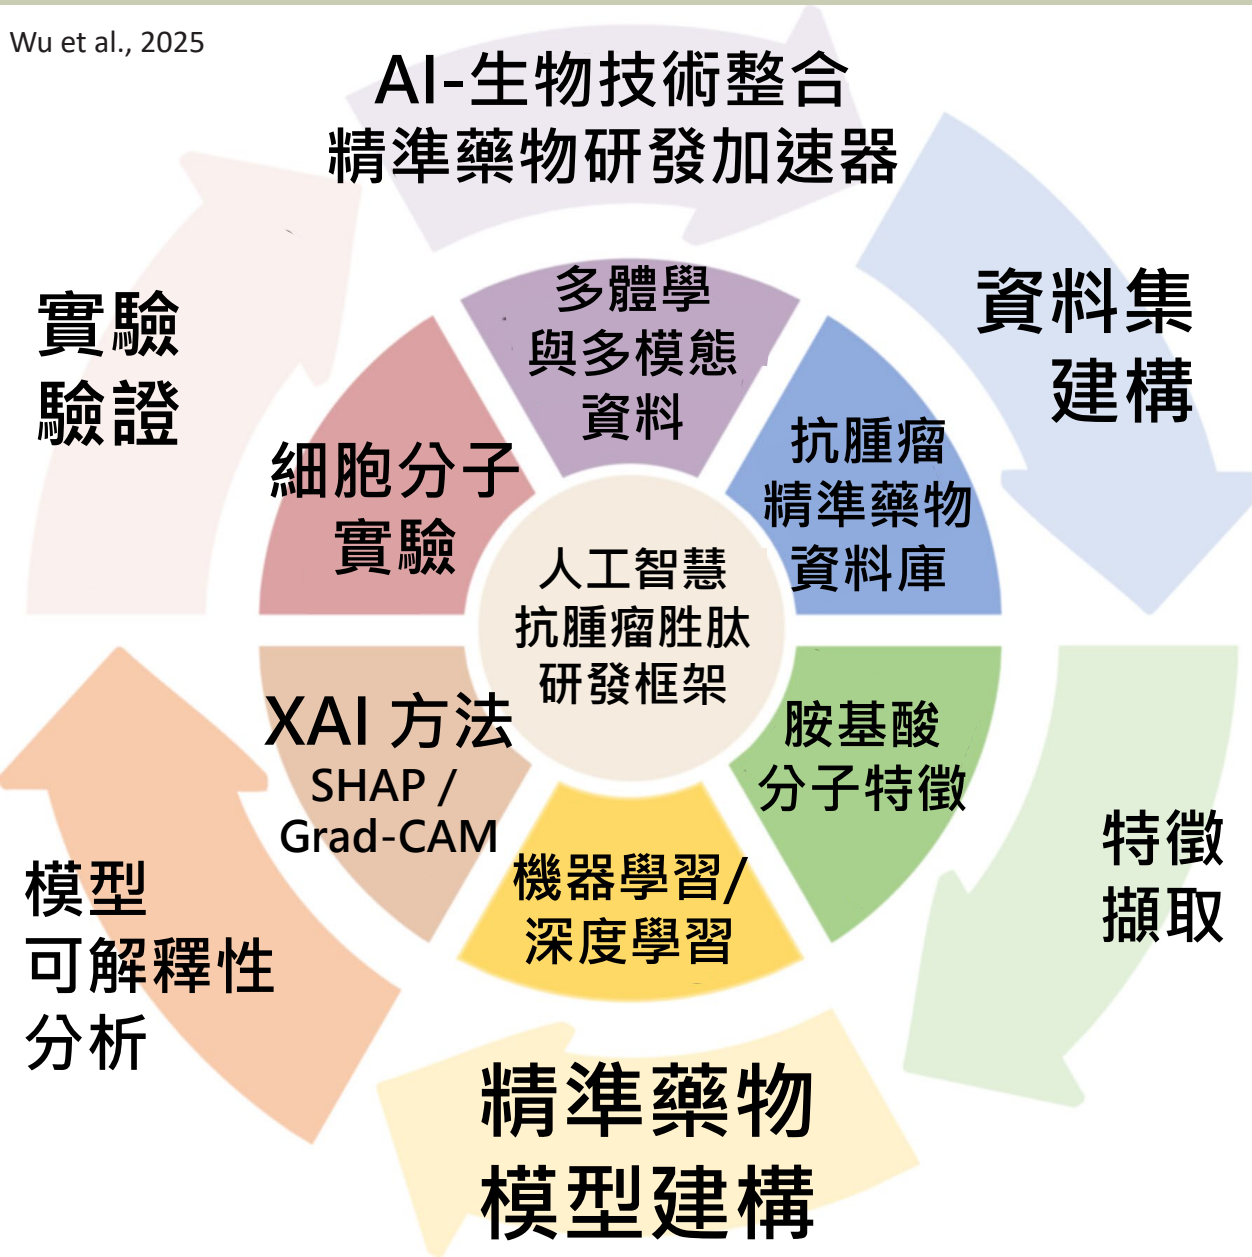 Wu et al., 2025
AI-生物技術整合
精準藥物研發加速器
資料集
建構
特徵
擷取
精準藥物
模型建構
模型
可解釋性
分析
實驗
驗證
多體學
與多模態
資料
抗腫瘤
精準藥物
資料庫
胺基酸
分子特徵
機器學習/
深度學習
XAI 方法
SHAP /
Grad-CAM
細胞分子
實驗
人工智慧
抗腫瘤胜肽
研發框架